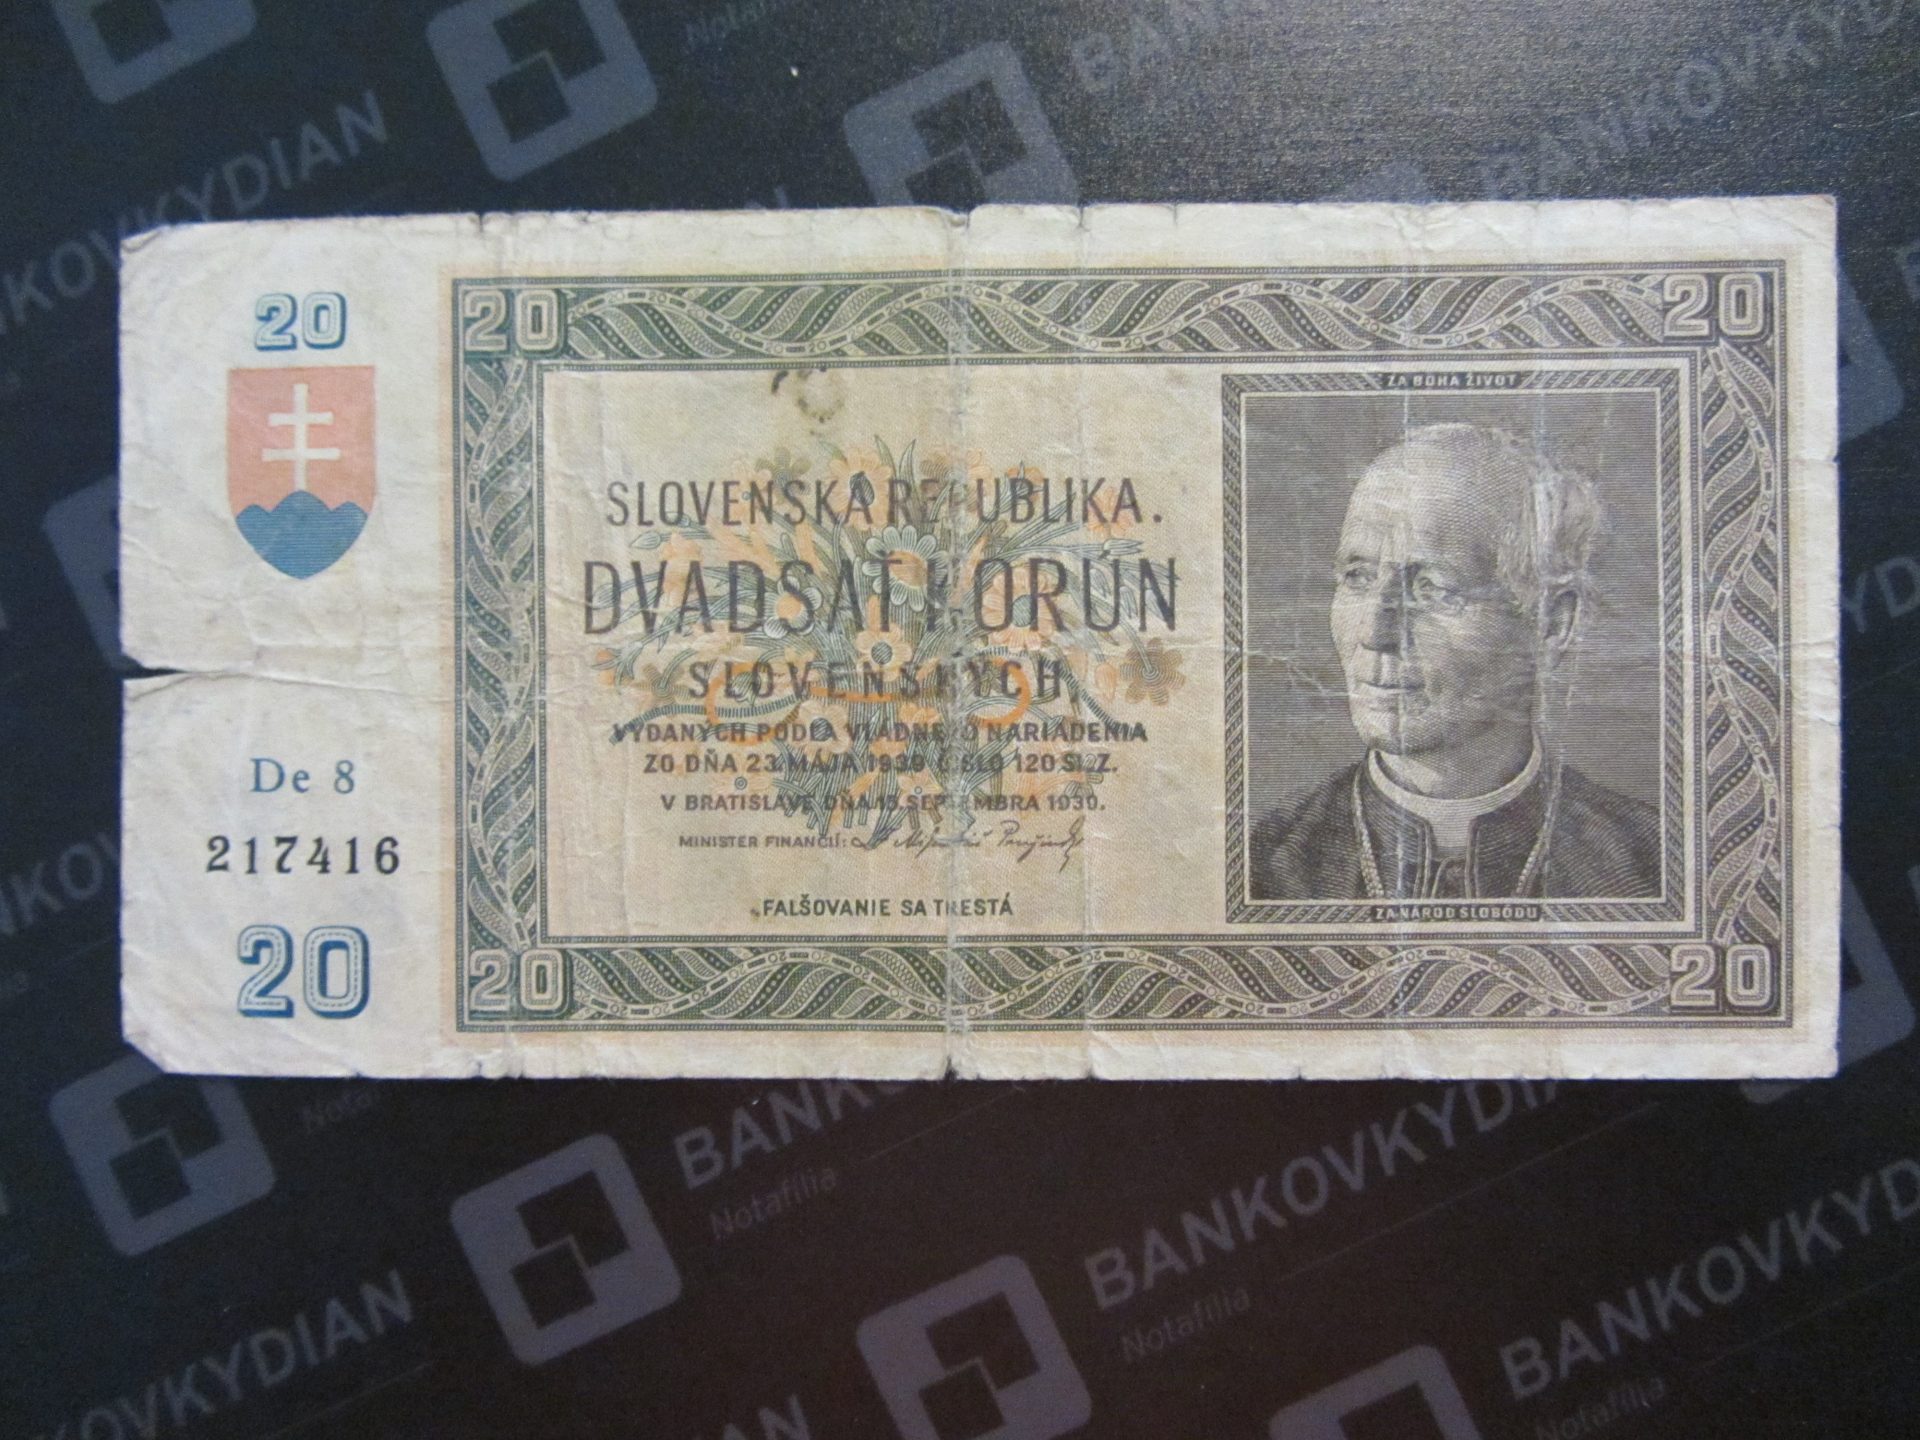 20
20
20
ZA BOHA ŽIVOT
SLOVENSKÁ REPUBLIKA.
DVADSAŤ KORÚN
SLOVENSKÝCH
VYDANÝCH PODĽA VLÁDNEHO NARIADENIA
ZO DŇA 23. MÁJA 1939 ČÍSLO 120 Sl. Z.
V BRATISLAVE DŇA 15. SEPTEMBRA 1939.
MINISTER FINANCIÍ:
FALŠOVANIE SA TRESTÁ
ZA NÁROD SLOBODU
De 8
217416
20
20
20
BANKOVKYDIAN
Notafília